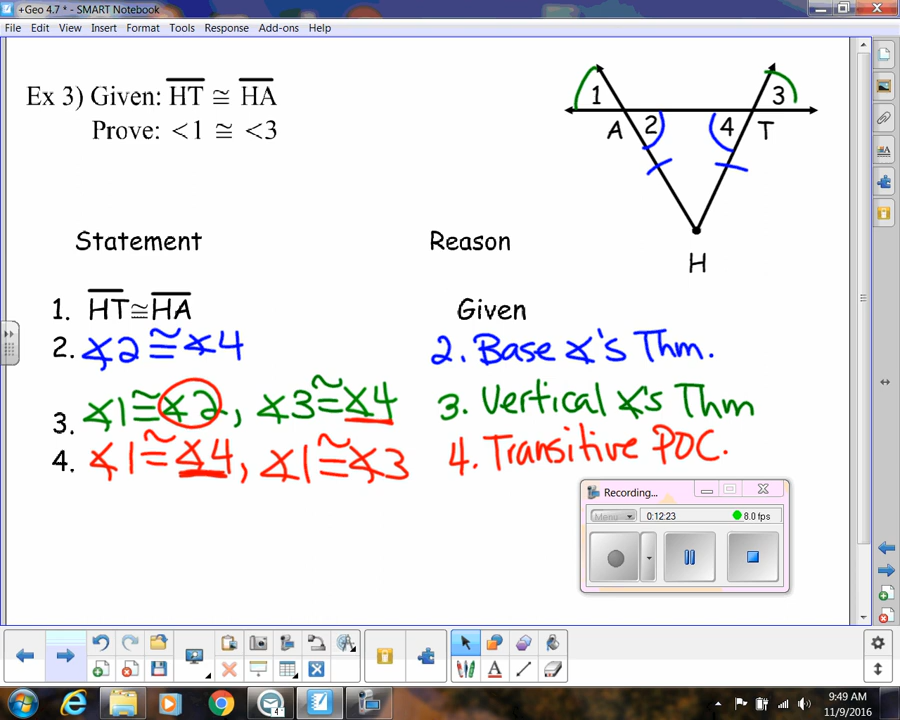 +Geo 4.7 * - SMART Notebook
File Edit View Insert Format Tools Response Add-ons Help
Ex 3) Given: HT ≅ HA
Prove: <1 ≅ <3
1 3
A 2 4 T
H
Statement Reason
1. HT≅HA Given
2. ∡2≅∡4 2. Base ∡'s Thm.
3. ∡1≅∡2, ∡3≅∡4 3. Vertical ∡'s Thm
4. ∡1≅∡4, ∡1≅∡3 4. Transitive POC.
Recording...
Menu 0:12:23 8.0 fps
A
4
9:49 AM
11/9/2016